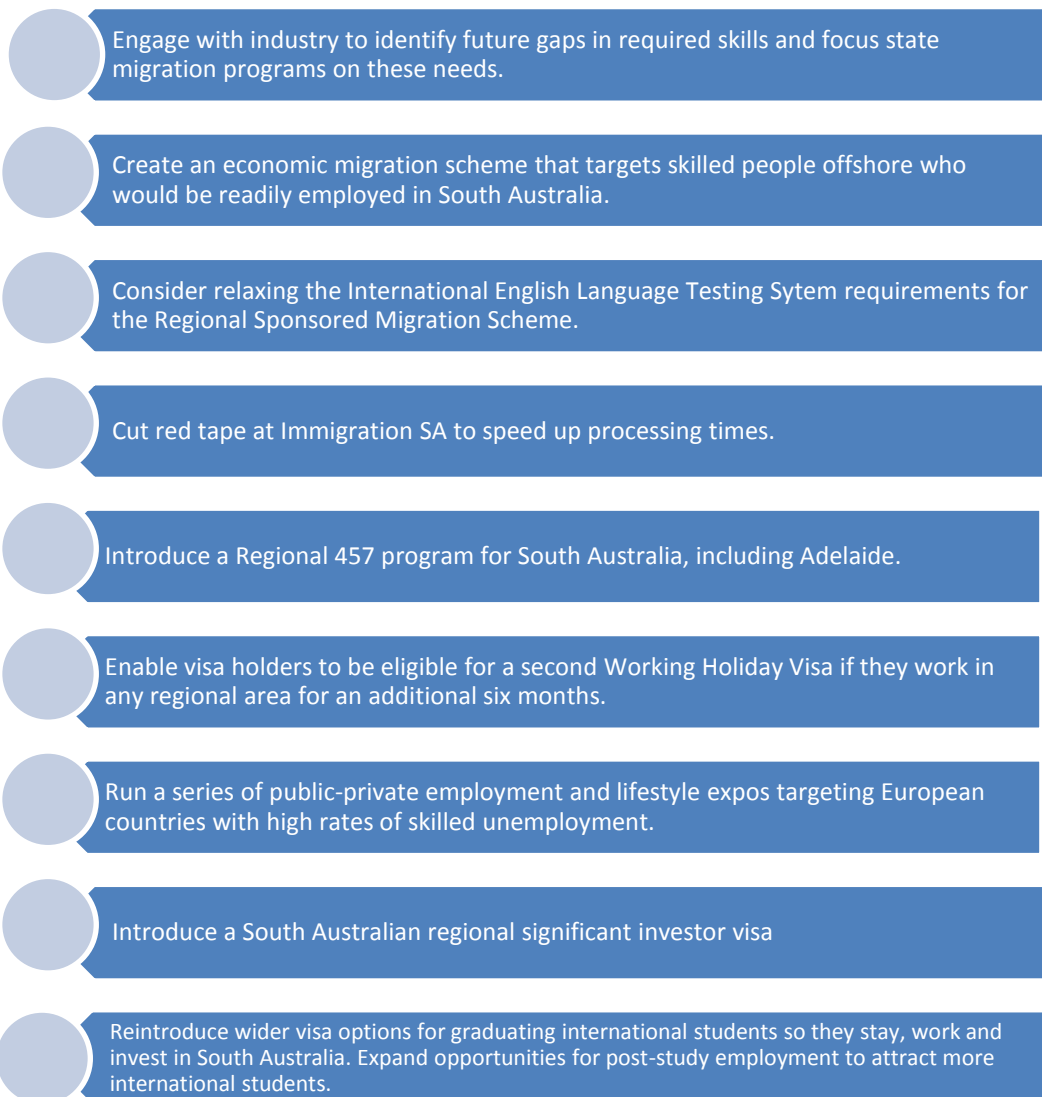 Engage with industry to identify future gaps in required skills and focus state
migration programs on these needs.
Create an economic migration scheme that targets skilled people offshore who
would be readily employed in South Australia.
Consider relaxing the International English Language Testing Sytem requirements for
the Regional Sponsored Migration Scheme.
Cut red tape at Immigration SA to speed up processing times.
Introduce a Regional 457 program for South Australia, including Adelaide.
Enable visa holders to be eligible for a second Working Holiday Visa if they work in
any regional area for an additional six months.
Run a series of public-private employment and lifestyle expos targeting European
countries with high rates of skilled unemployment.
Introduce a South Australian regional significant investor visa
Reintroduce wider visa options for graduating international students so they stay, work and
invest in South Australia. Expand opportunities for post-study employment to attract more
international students.